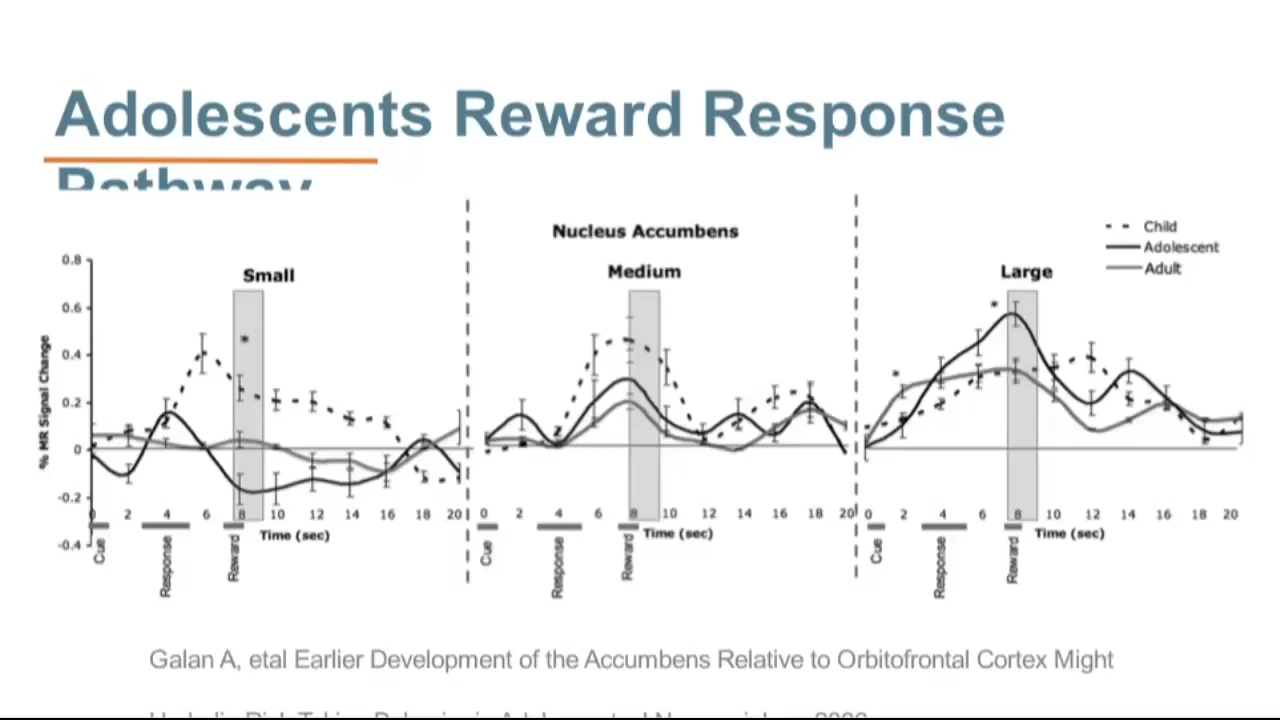 Adolescents Reward Response
Pathway
Nucleus Accumbens
Child
Adolescent
Adult
Small
Medium
Large
% MR Signal Change
0.8
0.6
0.4
0.2
0
-0.2
-0.4
*
*
*
0 2 4 6 8 10 12 14 16 18 20
0 2 4 6 8 10 12 14 16 18 20
0 2 4 6 8 10 12 14 16 18 20
Time (sec)
Time (sec)
Time (sec)
Cue
Response
Reward
Cue
Response
Reward
Cue
Response
Reward
Galan A, etal Earlier Development of the Accumbens Relative to Orbitofrontal Cortex Might